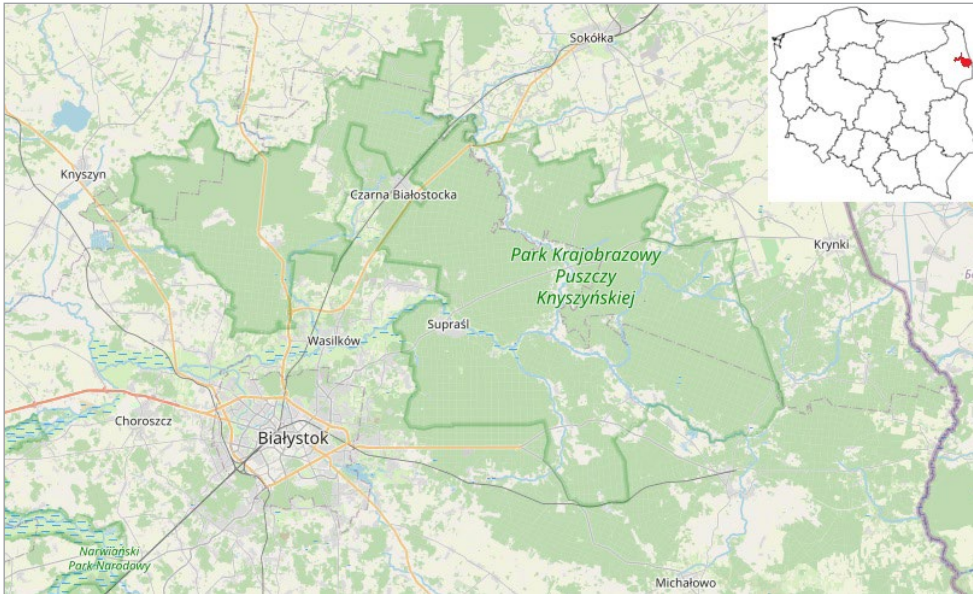 Sokółka
Knyszyn
Czarna Białostocka
Krynki
Park Krajobrazowy
Puszczy
Knyszyńskiej
Supraśl
Wasilków
Choroszcz
Białystok
Narwiański
Park Narodowy
Michałowo